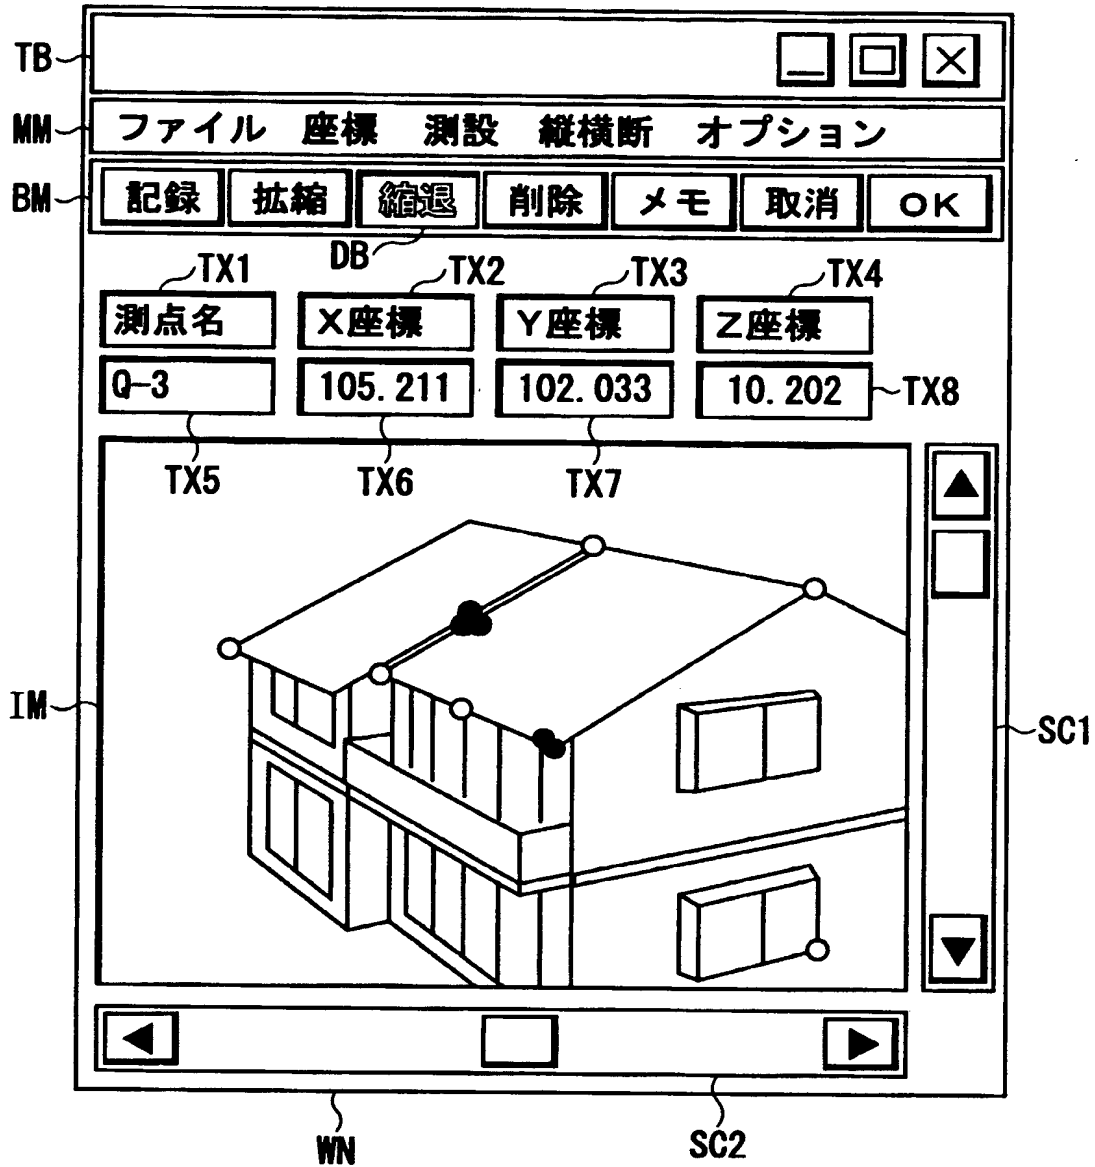 TB
MM ファイル 座標 測設 縦横断 オプション
BM 記録 拡縮 縮退 削除 メモ 取消 OK
DB
TX1 TX2 TX3 TX4
測点名 X座標 Y座標 Z座標
Q-3 105.211 102.033 10.202 TX8
TX5 TX6 TX7
IM
SC1
WN SC2